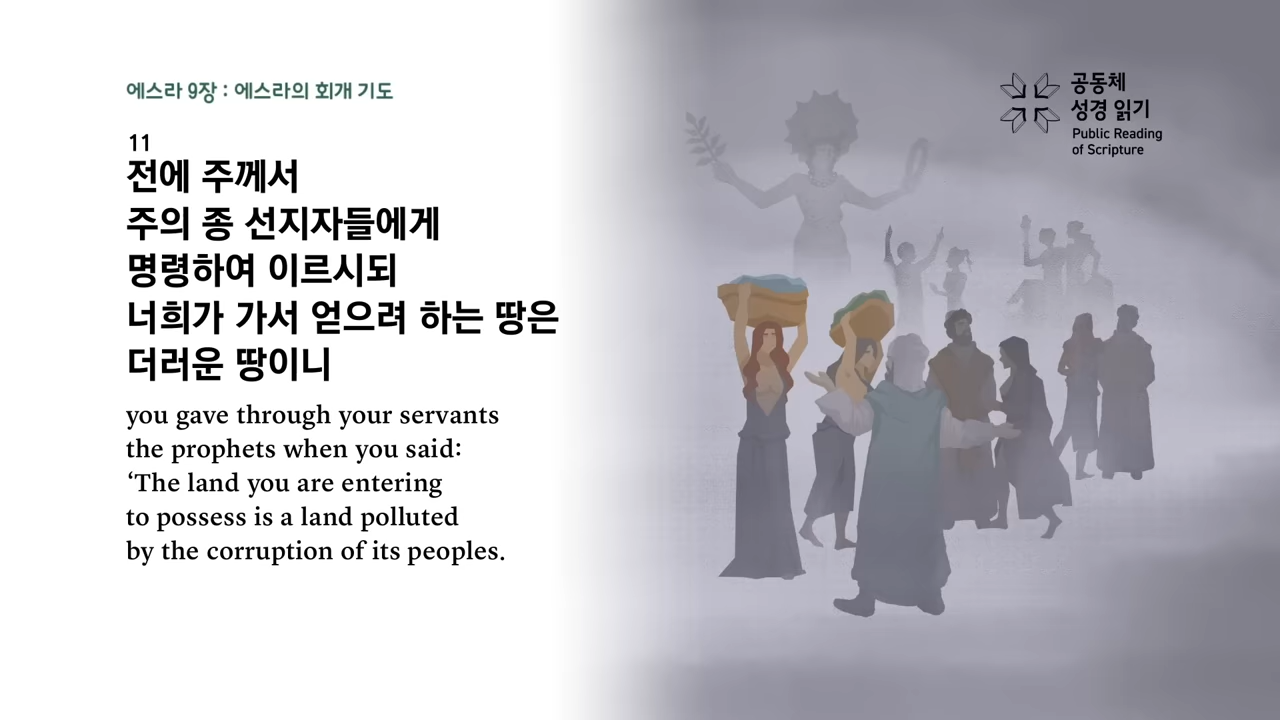 에스라 9장 : 에스라의 회개 기도
11
전에 주께서
주의 종 선지자들에게
명령하여 이르시되
너희가 가서 얻으려 하는 땅은
더러운 땅이니
you gave through your servants
the prophets when you said:
‘The land you are entering
to possess is a land polluted
by the corruption of its peoples.
공동체
성경 읽기
Public Reading
of Scripture